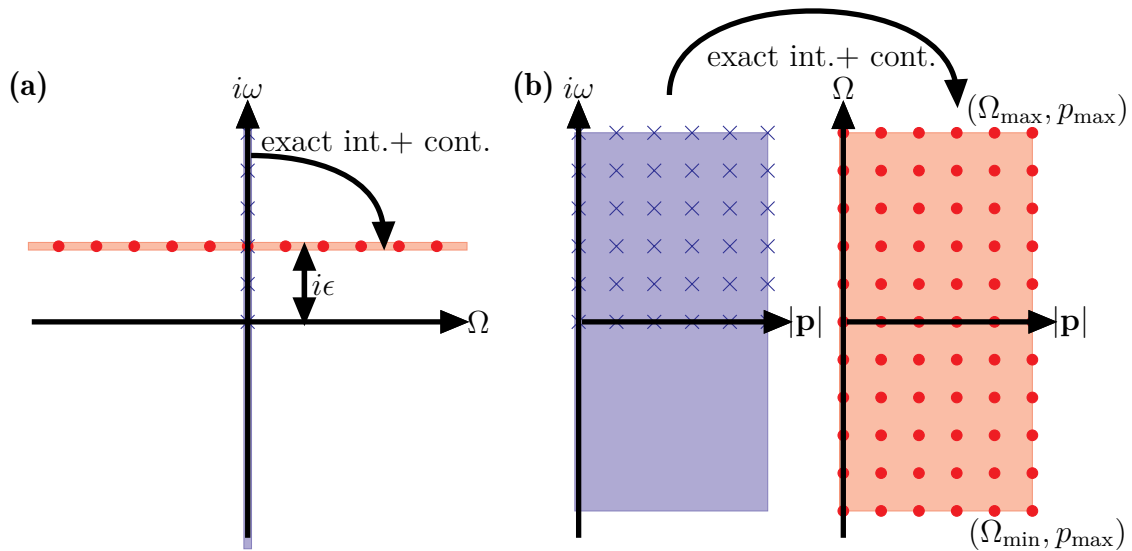 (a)
iω
exact int.+ cont.
iϵ
Ω
(b)
exact int.+ cont.
iω
Ω
(Ωmax, pmax)
|p|
|p|
(Ωmin, pmax)